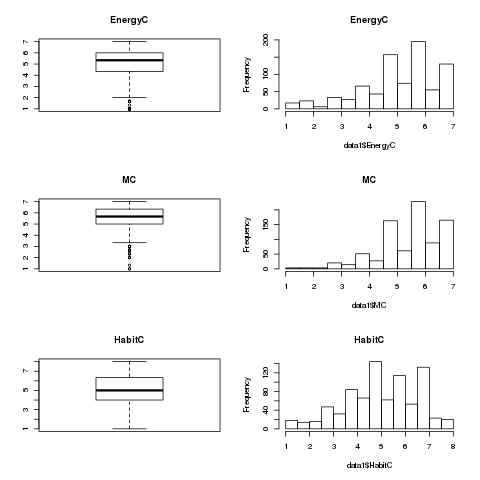 EnergyC
1 2 3 4 5 6 7
EnergyC
Frequency
0 50 100 200
1 2 3 4 5 6 7
data1$EnergyC
MC
1 2 3 4 5 6 7
MC
Frequency
0 50 150
1 2 3 4 5 6 7
data1$MC
HabitC
1 3 5 7
HabitC
Frequency
0 40 80 120
1 2 3 4 5 6 7 8
data1$HabitC